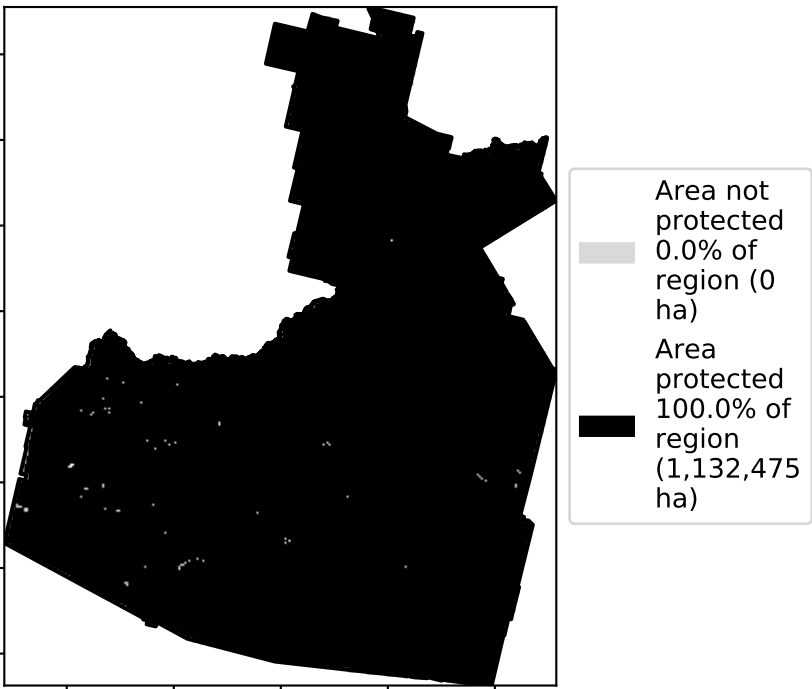 Area not
protected
0.0% of
region (0
ha)
Area
protected
100.0% of
region
(1,132,475
ha)